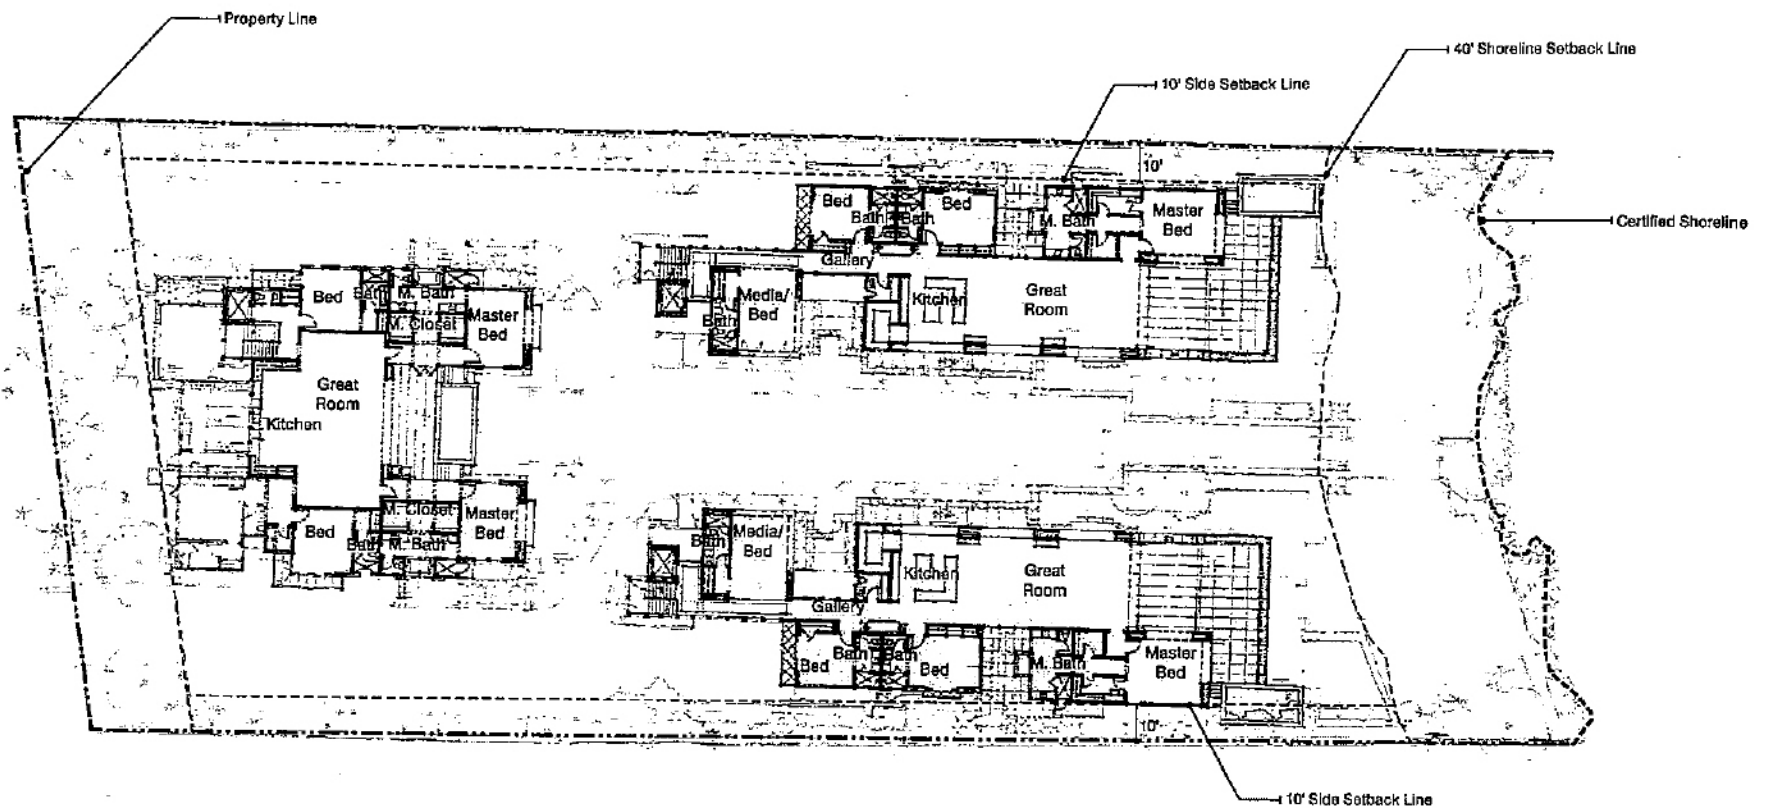 Property Line
40' Shoreline Setback Line
10' Side Setback Line
10'
Certified Shoreline
Bed
Bath
Bath
Bed
M. Bath
Master
Bed
Gallery
Media/
Bed
Bath
Kitchen
Great
Room
Bed
Bath
M. Bath
M. Closet
Master
Bed
Great
Room
Kitchen
M. Closet
Master
Bed
Bed
Bath
M. Bath
Bath
Media/
Bed
Kitchen
Great
Room
Gallery
Bed
Bath
Bath
Bed
M. Bath
Master
Bed
10'
10' Side Setback Line